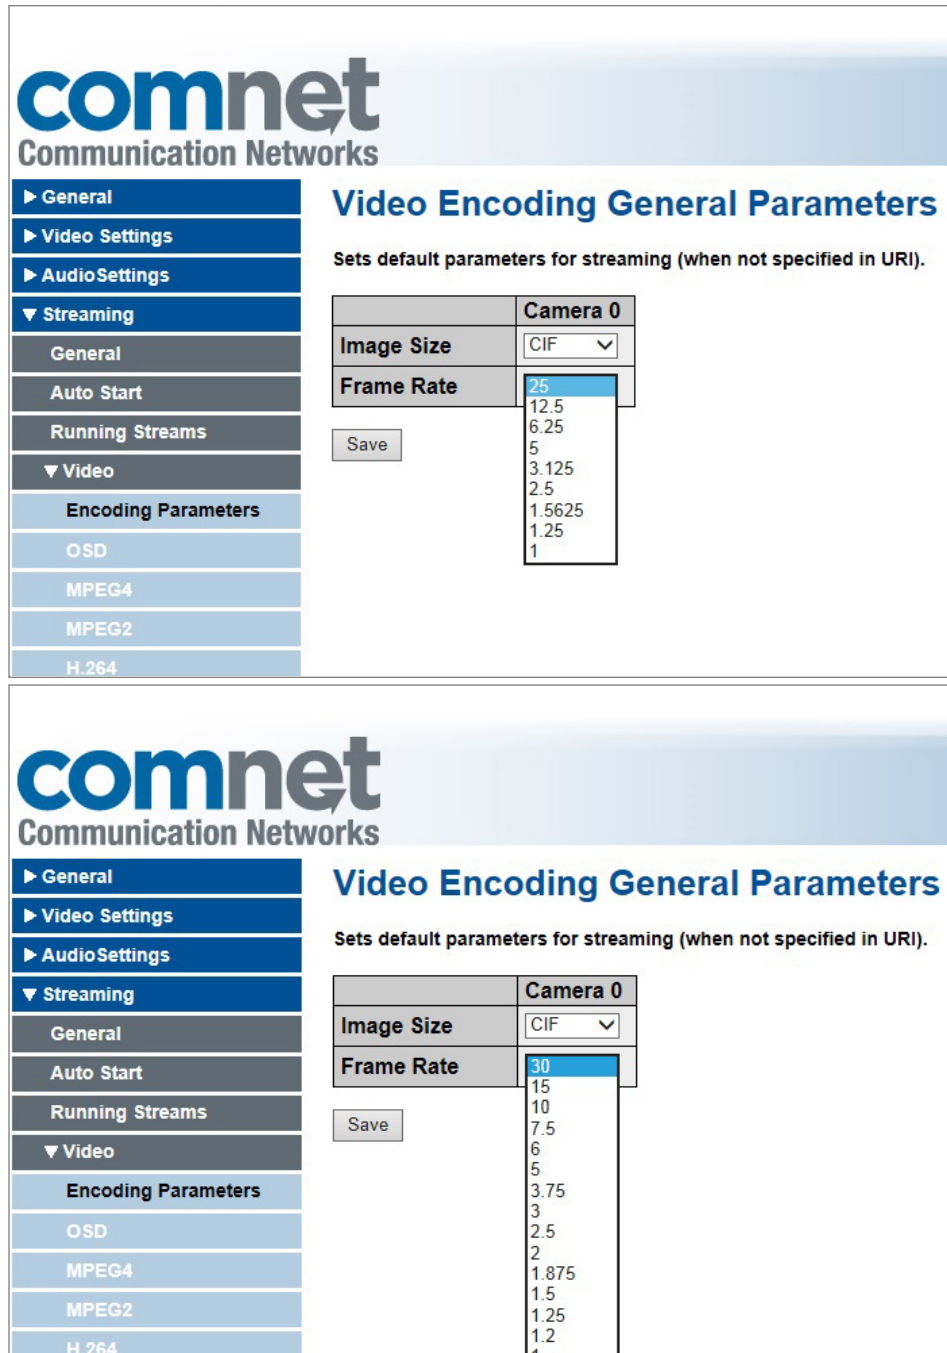 comnet
Communication Networks
General
Video Settings
AudioSettings
Streaming
General
Auto Start
Running Streams
Video
Encoding Parameters
OSD
MPEG4
MPEG2
H.264
Video Encoding General Parameters
Sets default parameters for streaming (when not specified in URI).
Camera 0
Image Size CIF
Frame Rate 25
12.5
6.25
5
3.125
2.5
1.5625
1.25
1
Save
comnet
Communication Networks
General
Video Settings
AudioSettings
Streaming
General
Auto Start
Running Streams
Video
Encoding Parameters
OSD
MPEG4
MPEG2
H.264
Video Encoding General Parameters
Sets default parameters for streaming (when not specified in URI).
Camera 0
Image Size CIF
Frame Rate 30
15
10
7.5
6
5
3.75
3
2.5
2
1.875
1.5
1.25
1.2
Save